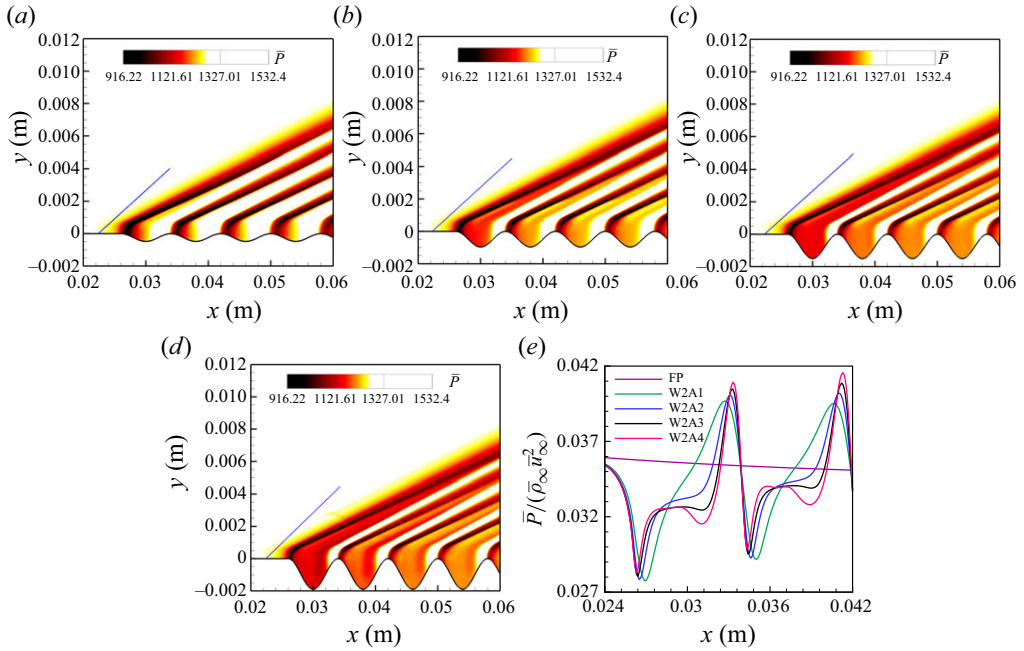 (a)
0.012
0.010
0.008
0.006
0.004
0.002
0
–0.002
y (m)
P̅
916.22 1121.61 1327.01 1532.4
0.02 0.03 0.04 0.05 0.06
x (m)
(b)
0.012
0.010
0.008
0.006
0.004
0.002
0
–0.002
y (m)
P̅
916.22 1121.61 1327.01 1532.4
0.02 0.03 0.04 0.05 0.06
x (m)
(c)
0.012
0.010
0.008
0.006
0.004
0.002
0
–0.002
y (m)
P̅
916.22 1121.61 1327.01 1532.4
0.02 0.03 0.04 0.05 0.06
x (m)
(d)
0.012
0.010
0.008
0.006
0.004
0.002
0
–0.002
y (m)
P̅
916.22 1121.61 1327.01 1532.4
0.02 0.03 0.04 0.05 0.06
x (m)
(e)
0.042
0.036
0.032
0.027
P̅/(ρ̅∞u̅²∞)
FP
W2A1
W2A2
W2A3
W2A4
0.024 0.03 0.036 0.042
x (m)